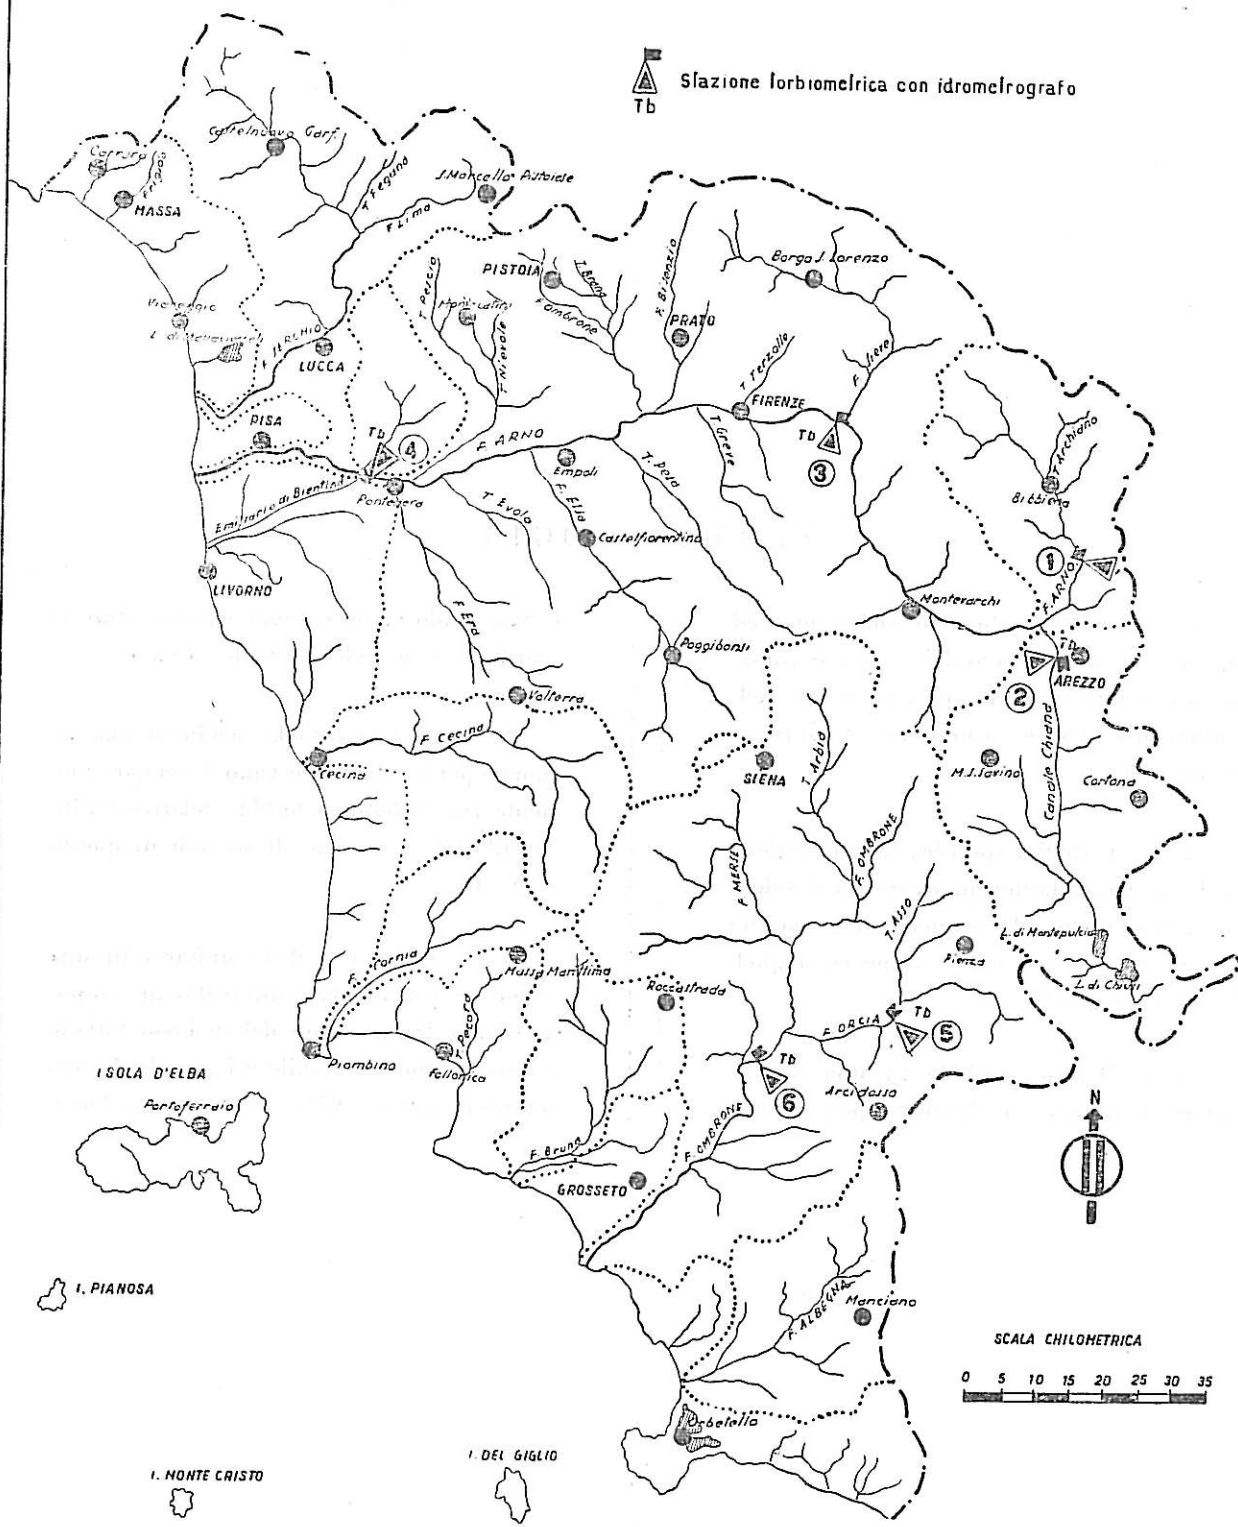 Stazione torbiometrica con idrometrografo
Tb
Castelnuovo Garf.
Carrara
Frigido
MASSA
T. Pegund
F. Lima
S. Marcello Pistoiese
Viareggio
F. SERCHIO
LUCCA
T. Pescia
T. Nievole
PISTOIA
T. Brana
F. Ombrone
F. Bisenzio
PRATO
Borgo S. Lorenzo
T. Terzolle
FIRENZE
F. Sieve
PISA
Tb
4
F. ARNO
Emissario di Bientina
Pontedera
Empoli
T. Evola
F. Elsa
Castelfiorentino
T. Pesa
T. Greve
Tb
3
T. Archiano
Bibbiena
1
F. ARNO
LIVORNO
F. Era
Montevarchi
Poggibonsi
Volterra
Tb
AREZZO
2
F. Cecina
Cecina
SIENA
T. Arbia
M. S. Savino
Canale Chiana
Cortona
F. MERSE
F. OMBRONE
T. Asso
L. di Montepulcia
L. di Chiusi
Pienza
F. Cornia
Massa Marittima
Roccastrada
F. ORCIA
Tb
5
Piombino
T. Pecora
Follonica
Tb
6
Arcidosso
ISOLA D'ELBA
Portoferraio
F. Bruna
F. OMBRONE
GROSSETO
N
I. PIANOSA
F. ALBEGNA
Manciano
SCALA CHILOMETRICA
0 5 10 15 20 25 30 35
Orbetello
I. MONTE CRISTO
I. DEL GIGLIO